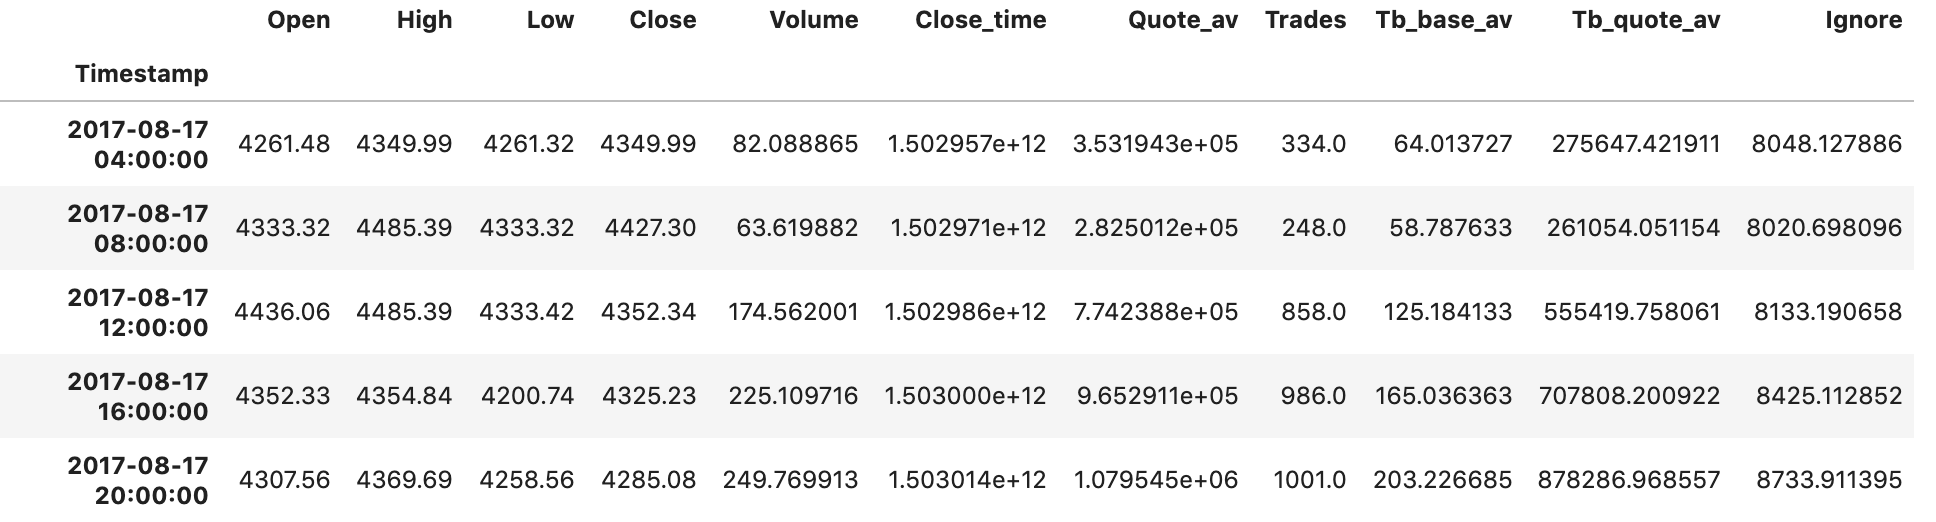 Open High Low Close Volume Close_time Quote_av Trades Tb_base_av Tb_quote_av Ignore
Timestamp
2017-08-17
04:00:00 4261.48 4349.99 4261.32 4349.99 82.088865 1.502957e+12 3.531943e+05 334.0 64.013727 275647.421911 8048.127886
2017-08-17
08:00:00 4333.32 4485.39 4333.32 4427.30 63.619882 1.502971e+12 2.825012e+05 248.0 58.787633 261054.051154 8020.698096
2017-08-17
12:00:00 4436.06 4485.39 4333.42 4352.34 174.562001 1.502986e+12 7.742388e+05 858.0 125.184133 555419.758061 8133.190658
2017-08-17
16:00:00 4352.33 4354.84 4200.74 4325.23 225.109716 1.503000e+12 9.652911e+05 986.0 165.036363 707808.200922 8425.112852
2017-08-17
20:00:00 4307.56 4369.69 4258.56 4285.08 249.769913 1.503014e+12 1.079545e+06 1001.0 203.226685 878286.968557 8733.911395